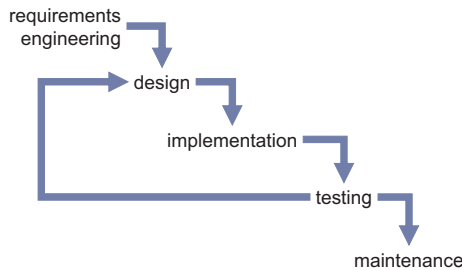 requirements
engineering
design
implementation
testing
maintenance